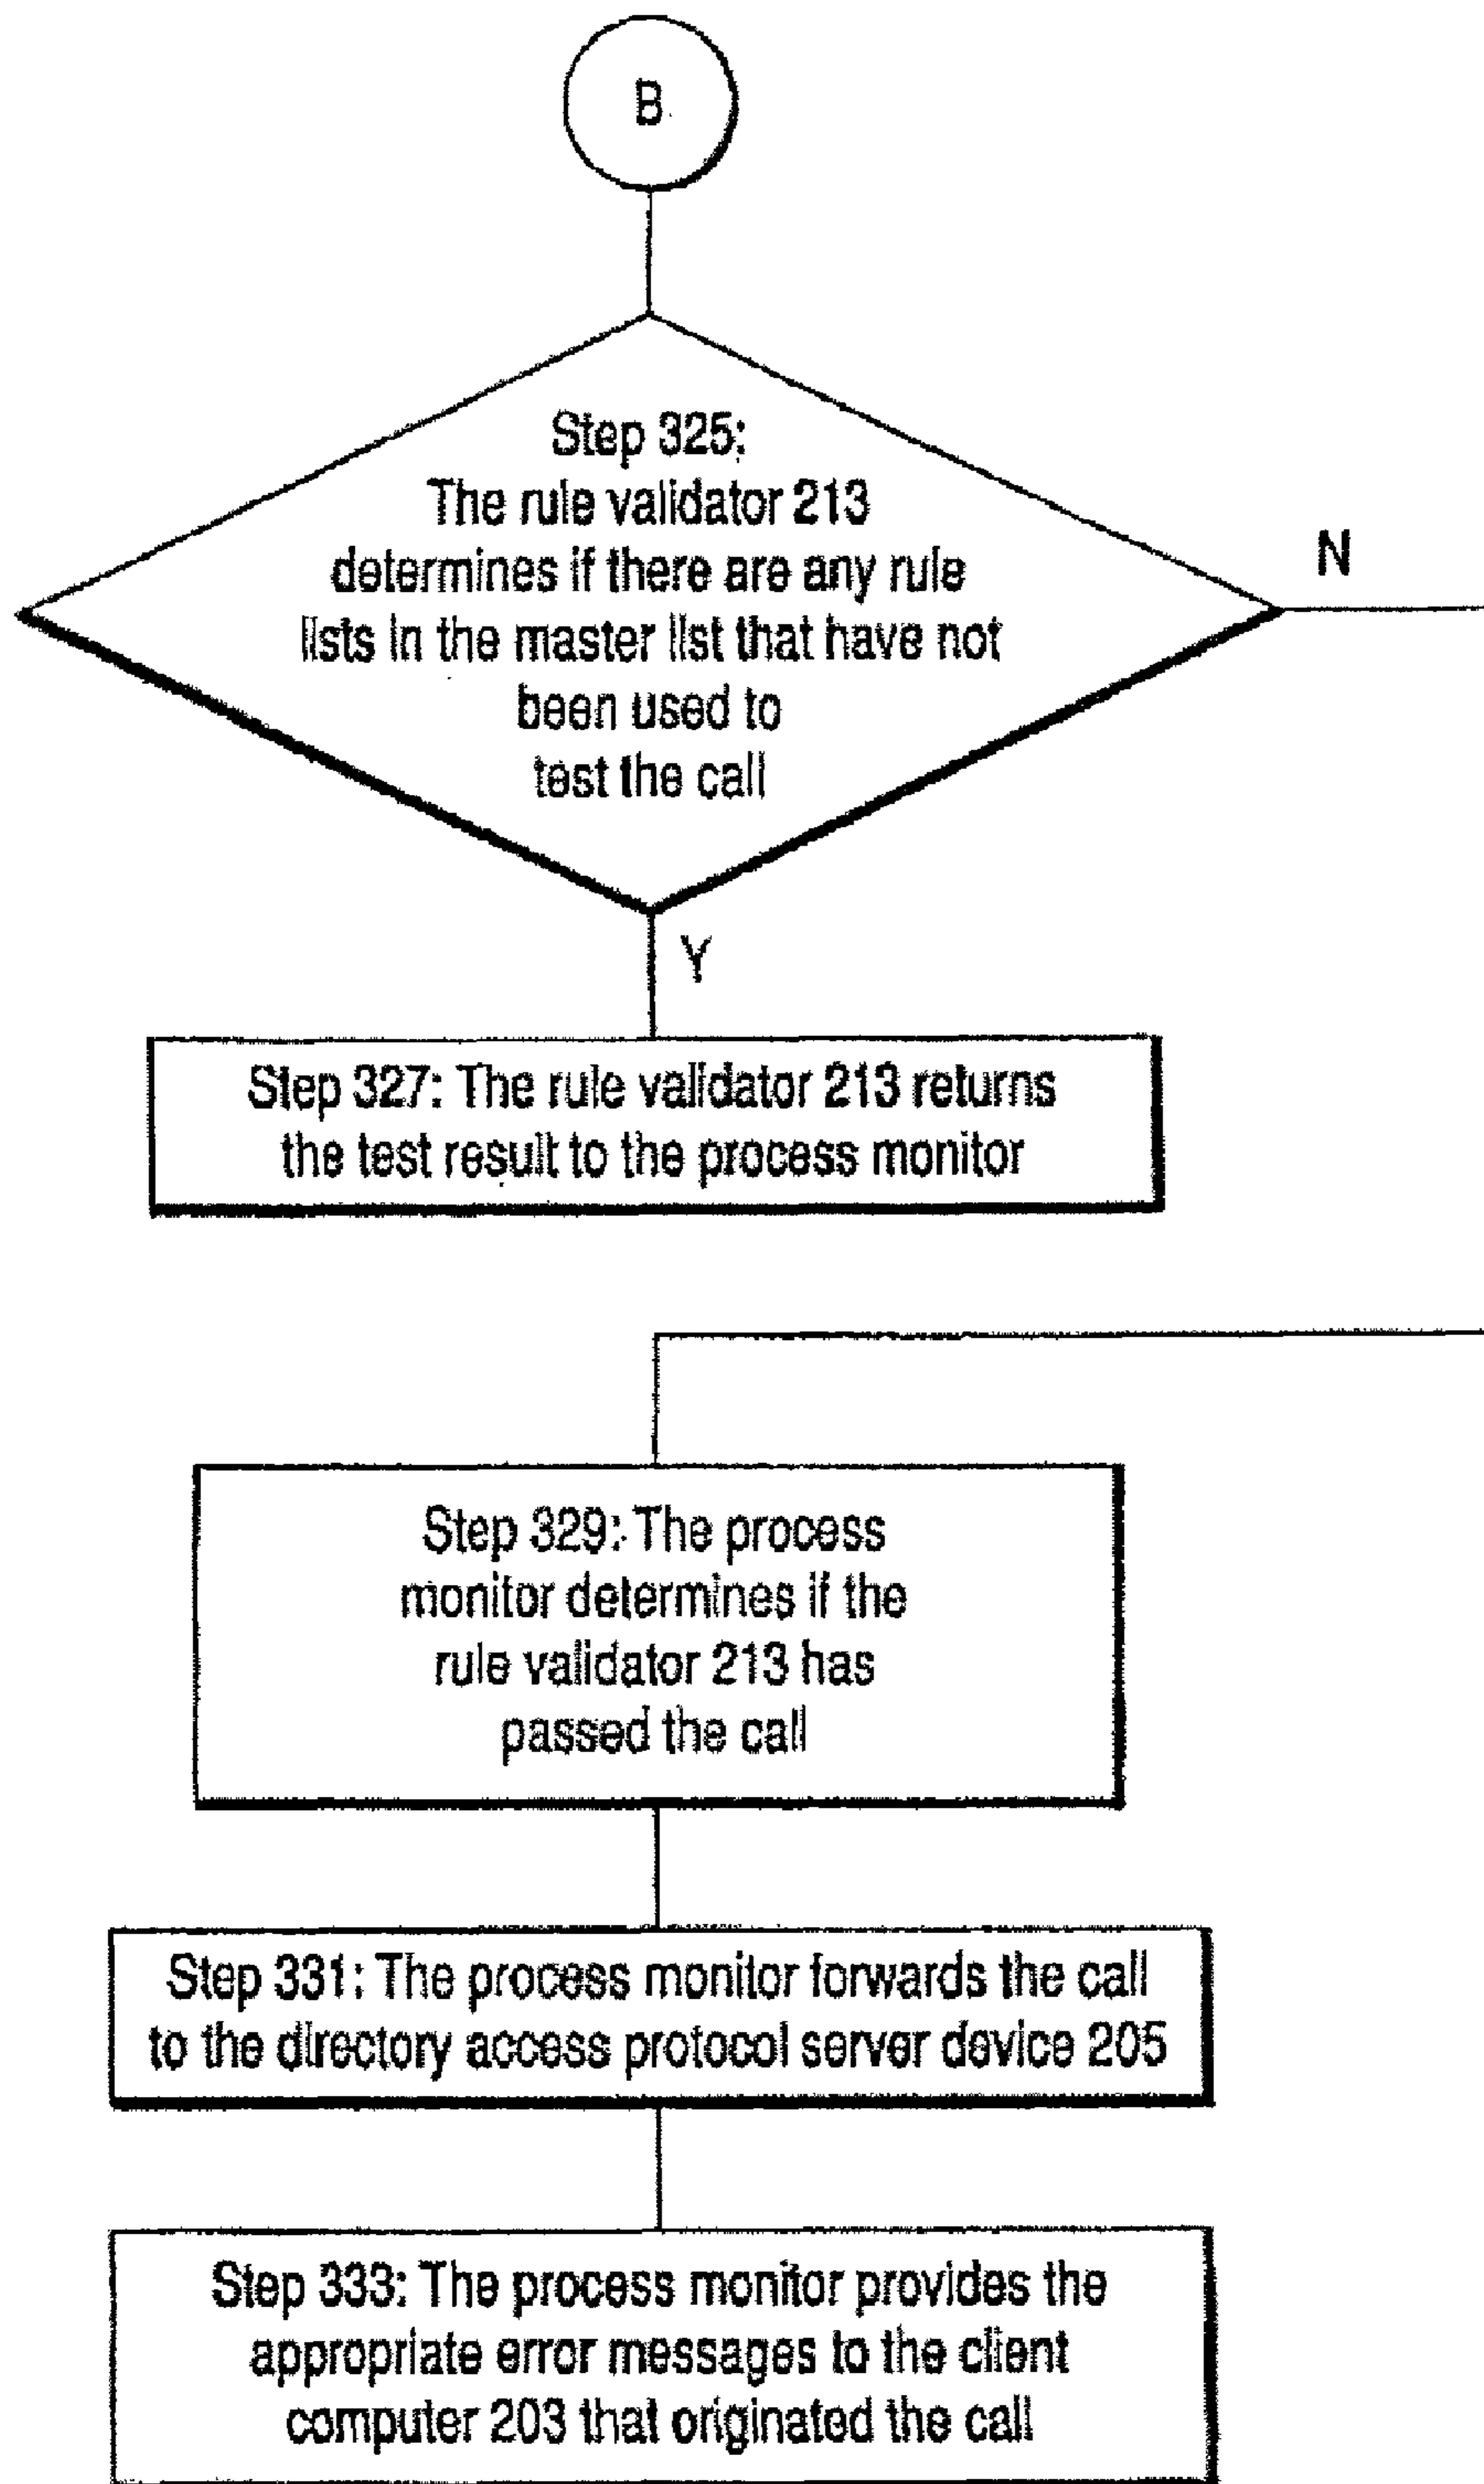 B
Step 325:
The rule validator 213
determines if there are any rule
lists in the master list that have not
been used to
test the call
N
Y
Step 327: The rule validator 213 returns
the test result to the process monitor
Step 329: The process
monitor determines if the
rule validator 213 has
passed the call
Step 331: The process monitor forwards the call
to the directory access protocol server device 205
Step 333: The process monitor provides the
appropriate error messages to the client
computer 203 that originated the call